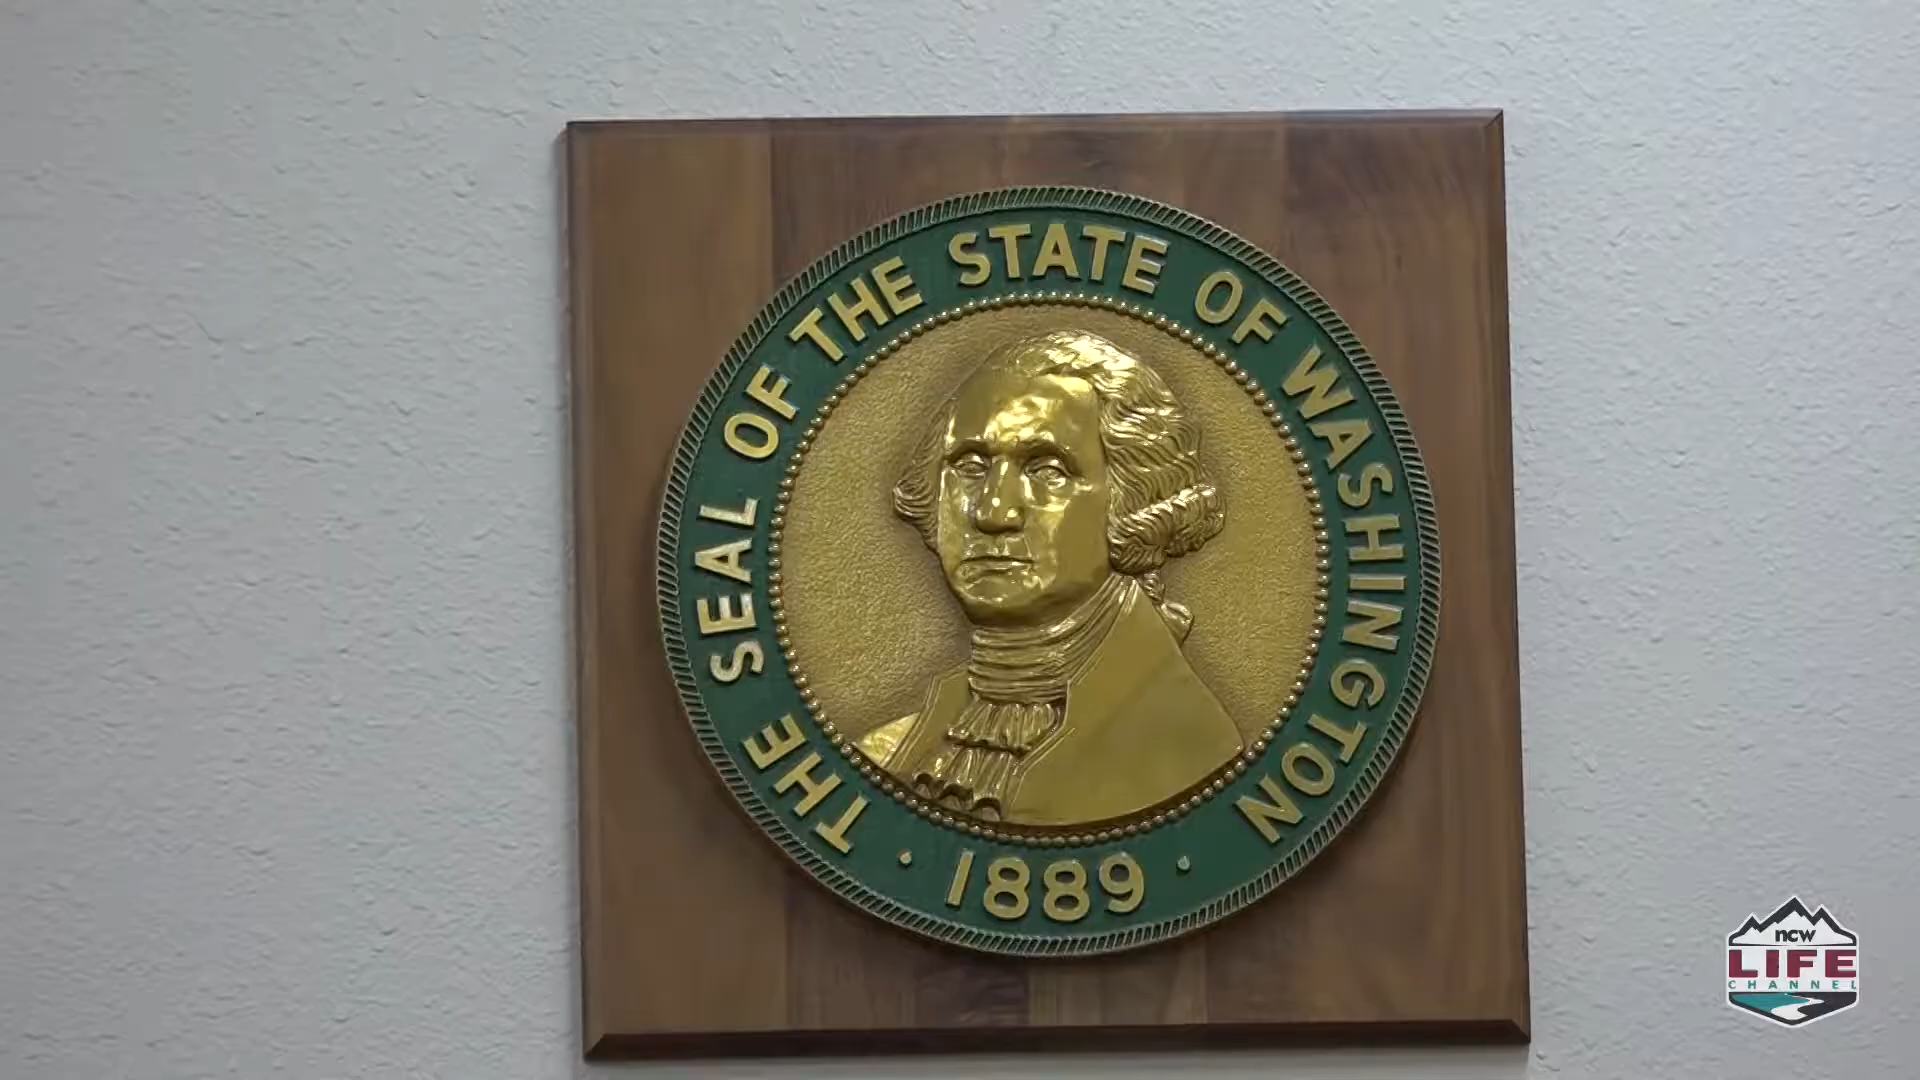 THE SEAL OF THE STATE OF WASHINGTON
· 1889 ·
ncw
LIFE
CHANNEL